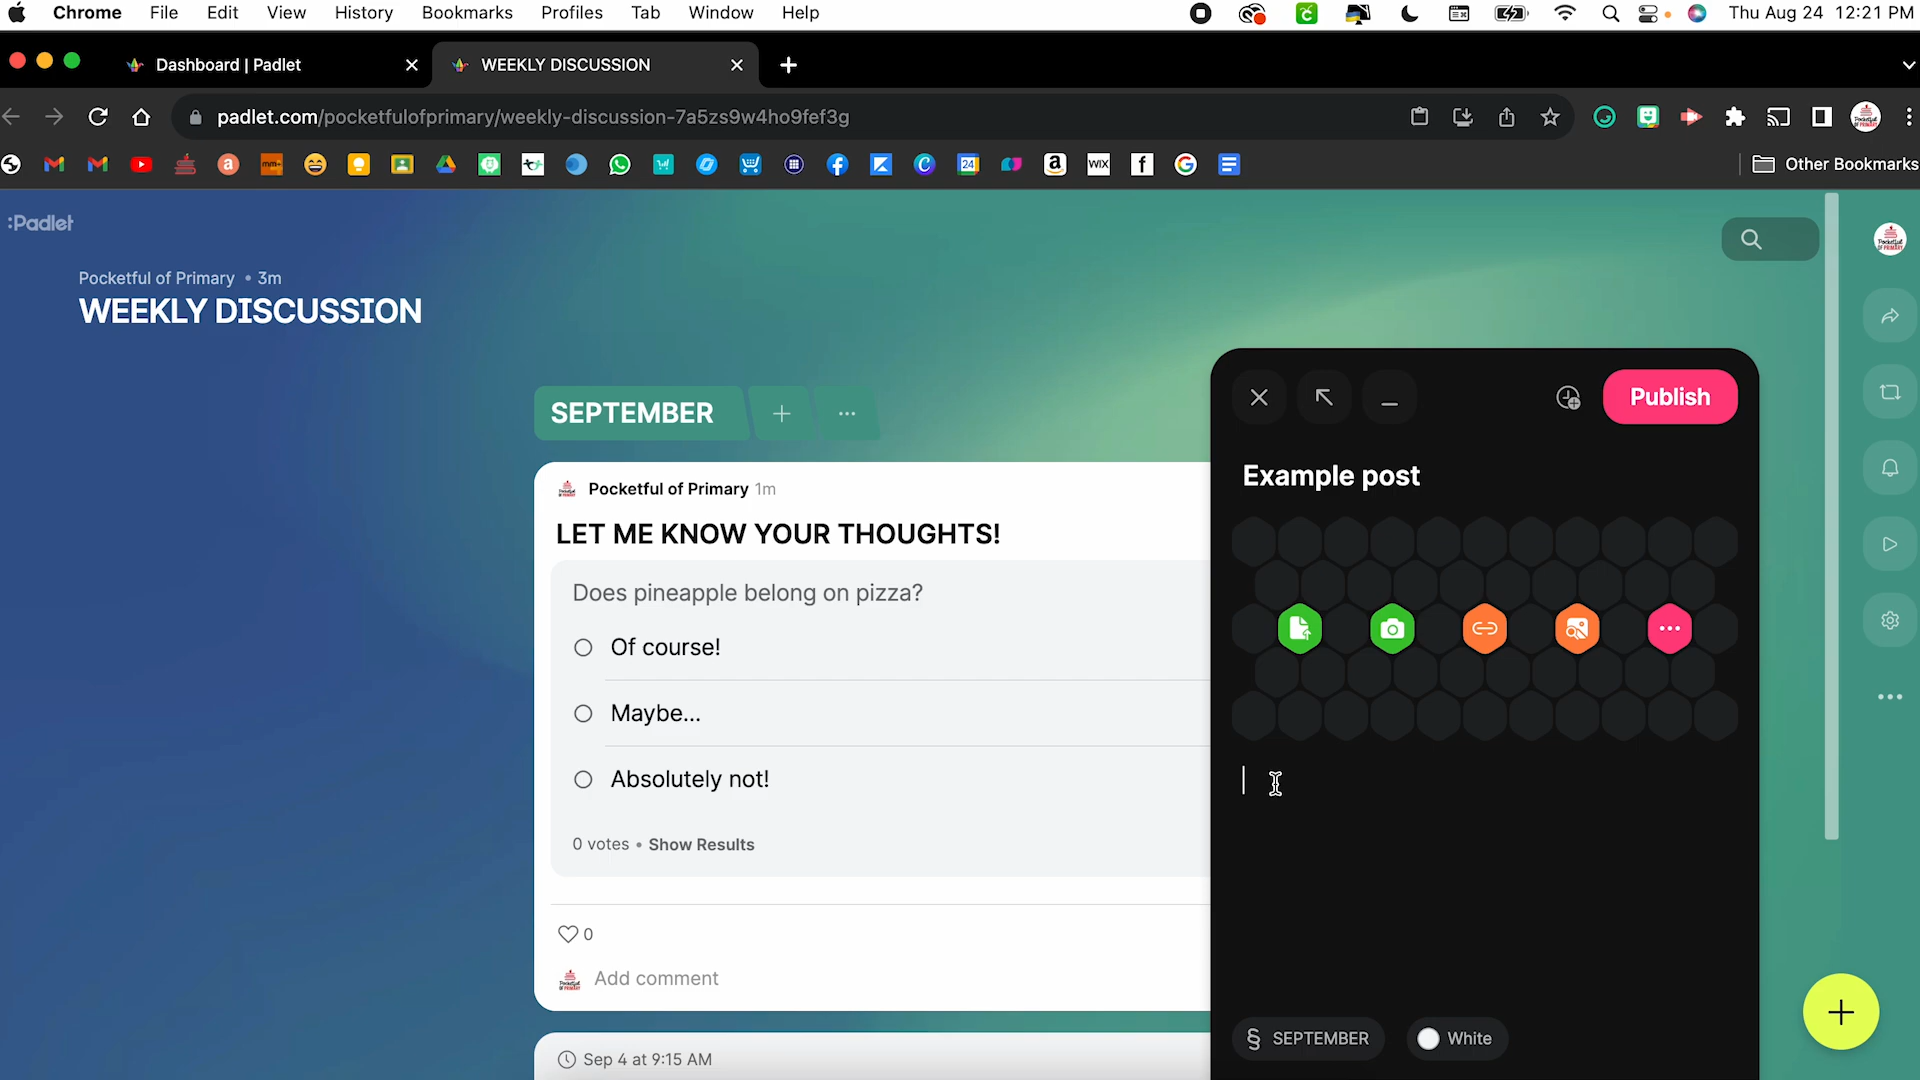 Chrome File Edit View History Bookmarks Profiles Tab Window Help Thu Aug 24 12:21 PM
Dashboard | Padlet
WEEKLY DISCUSSION
padlet.com/pocketfulofprimary/weekly-discussion-7a5zs9w4ho9fef3g
24
WIX
Other Bookmarks
:Padlet
Pocketful of Primary • 3m
WEEKLY DISCUSSION
SEPTEMBER
Pocketful of Primary 1m
LET ME KNOW YOUR THOUGHTS!
Does pineapple belong on pizza?
Of course!
Maybe...
Absolutely not!
0 votes • Show Results
0
Add comment
Sep 4 at 9:15 AM
Publish
Example post
§ SEPTEMBER
White